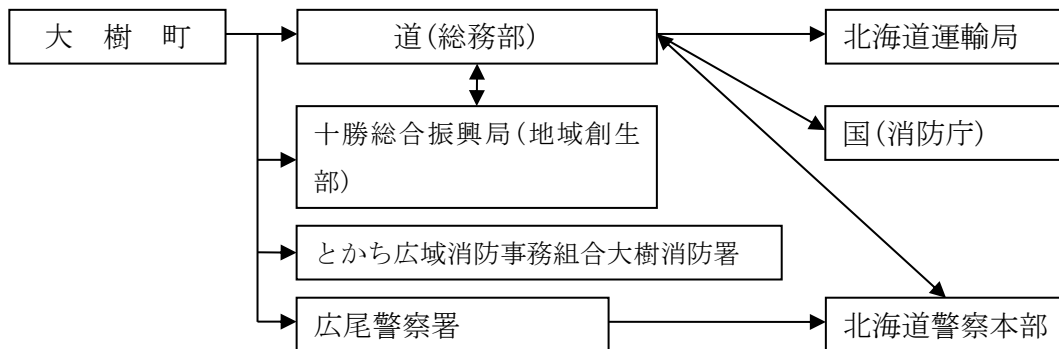 大　樹　町
道(総務部)
北海道運輸局
十勝総合振興局(地域創生
部)
国(消防庁)
とかち広域消防事務組合大樹消防署
広尾警察署
北海道警察本部